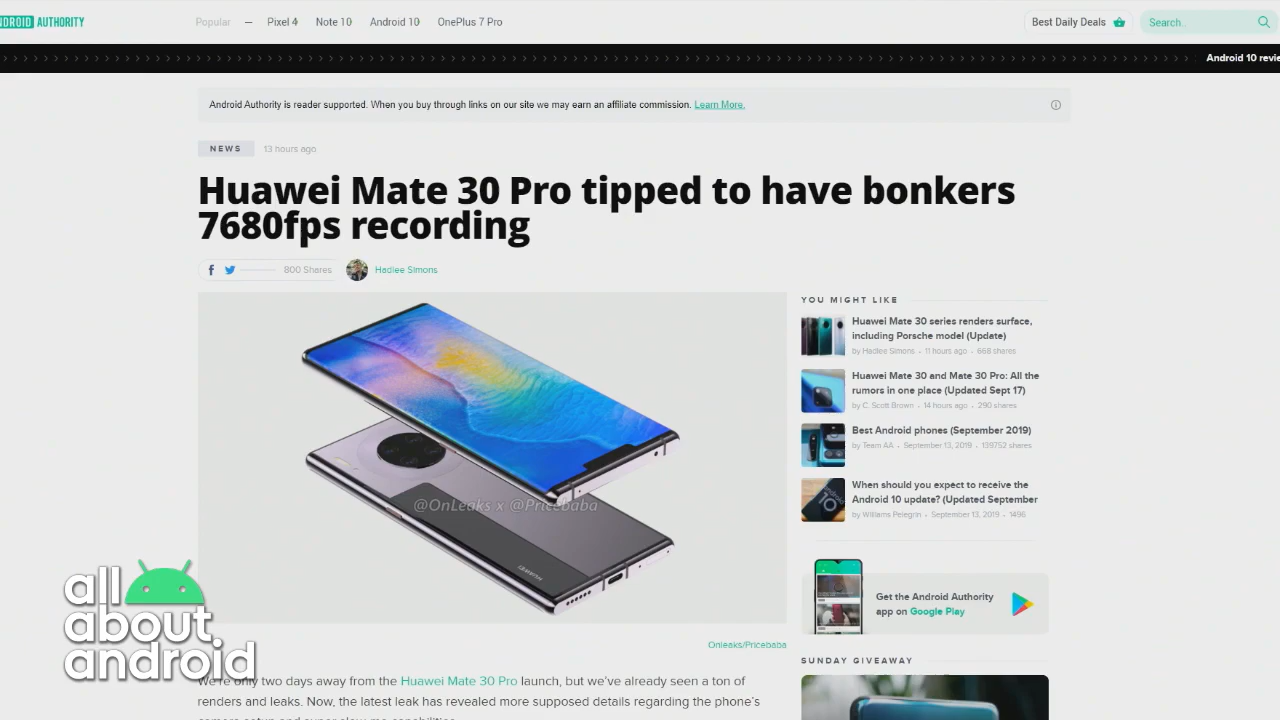 ANDROID AUTHORITY
Popular — Pixel 4 Note 10 Android 10 OnePlus 7 Pro
Best Daily Deals
Search..
Android 10
Android Authority is reader supported. When you buy through links on our site we may earn an affiliate commission. Learn More.
NEWS
13 hours ago
Huawei Mate 30 Pro tipped to have bonkers
7680fps recording
800 Shares
Hadlee Simons
@OnLeaks x @Pricebaba
HUAWEI
Onleaks/Pricebaba
We're only two days away from the Huawei Mate 30 Pro launch, but we've already seen a ton of
renders and leaks. Now, the latest leak has revealed more supposed details regarding the phone's
YOU MIGHT LIKE
Huawei Mate 30 series renders surface,
including Porsche model (Update)
by Hadlee Simons • 11 hours ago • 668 shares
Huawei Mate 30 and Mate 30 Pro: All the
rumors in one place (Updated Sept 17)
by C. Scott Brown • 14 hours ago • 290 shares
Best Android phones (September 2019)
by Team AA • September 13, 2019 • 139752 shares
When should you expect to receive the
Android 10 update? (Updated September
by Williams Pelegrin • September 13, 2019 • 1496
Get the Android Authority
app on Google Play
SUNDAY GIVEAWAY
all
about
android